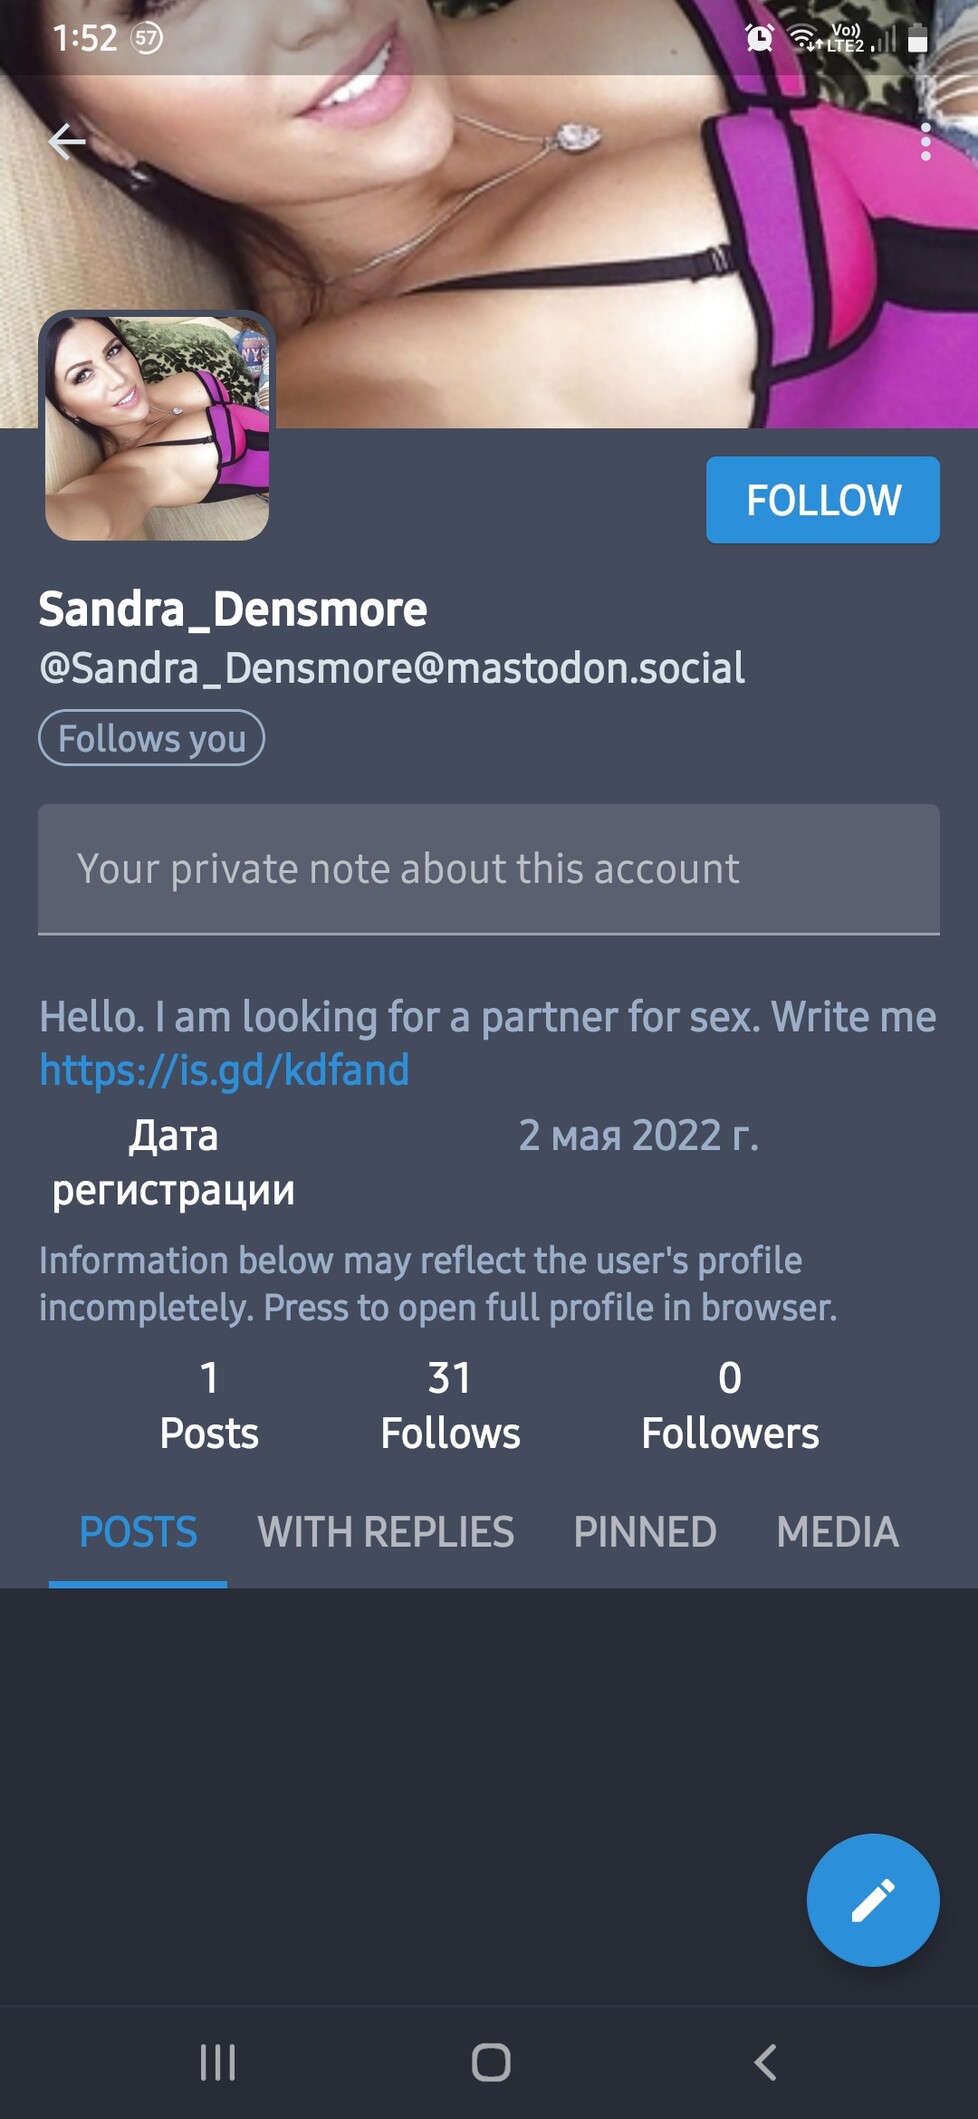 1:52 57 Vo)) LTE2
Sandra_Densmore
FOLLOW
@Sandra_Densmore@mastodon.social
Follows you
Your private note about this account
Hello. I am looking for a partner for sex. Write me
https://is.gd/kdfand
Дата 2 мая 2022 г.
регистрации
Information below may reflect the user's profile
incompletely. Press to open full profile in browser.
1 31 0
Posts Follows Followers
POSTS WITH REPLIES PINNED MEDIA